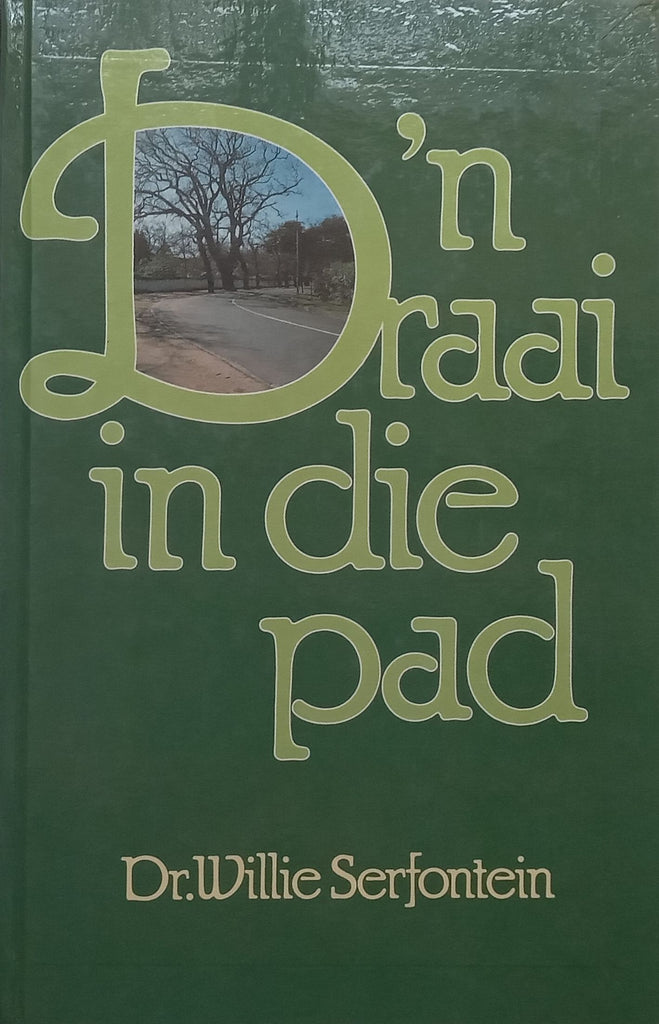 'n
Draai
in die
pad
Dr. Willie Serfontein